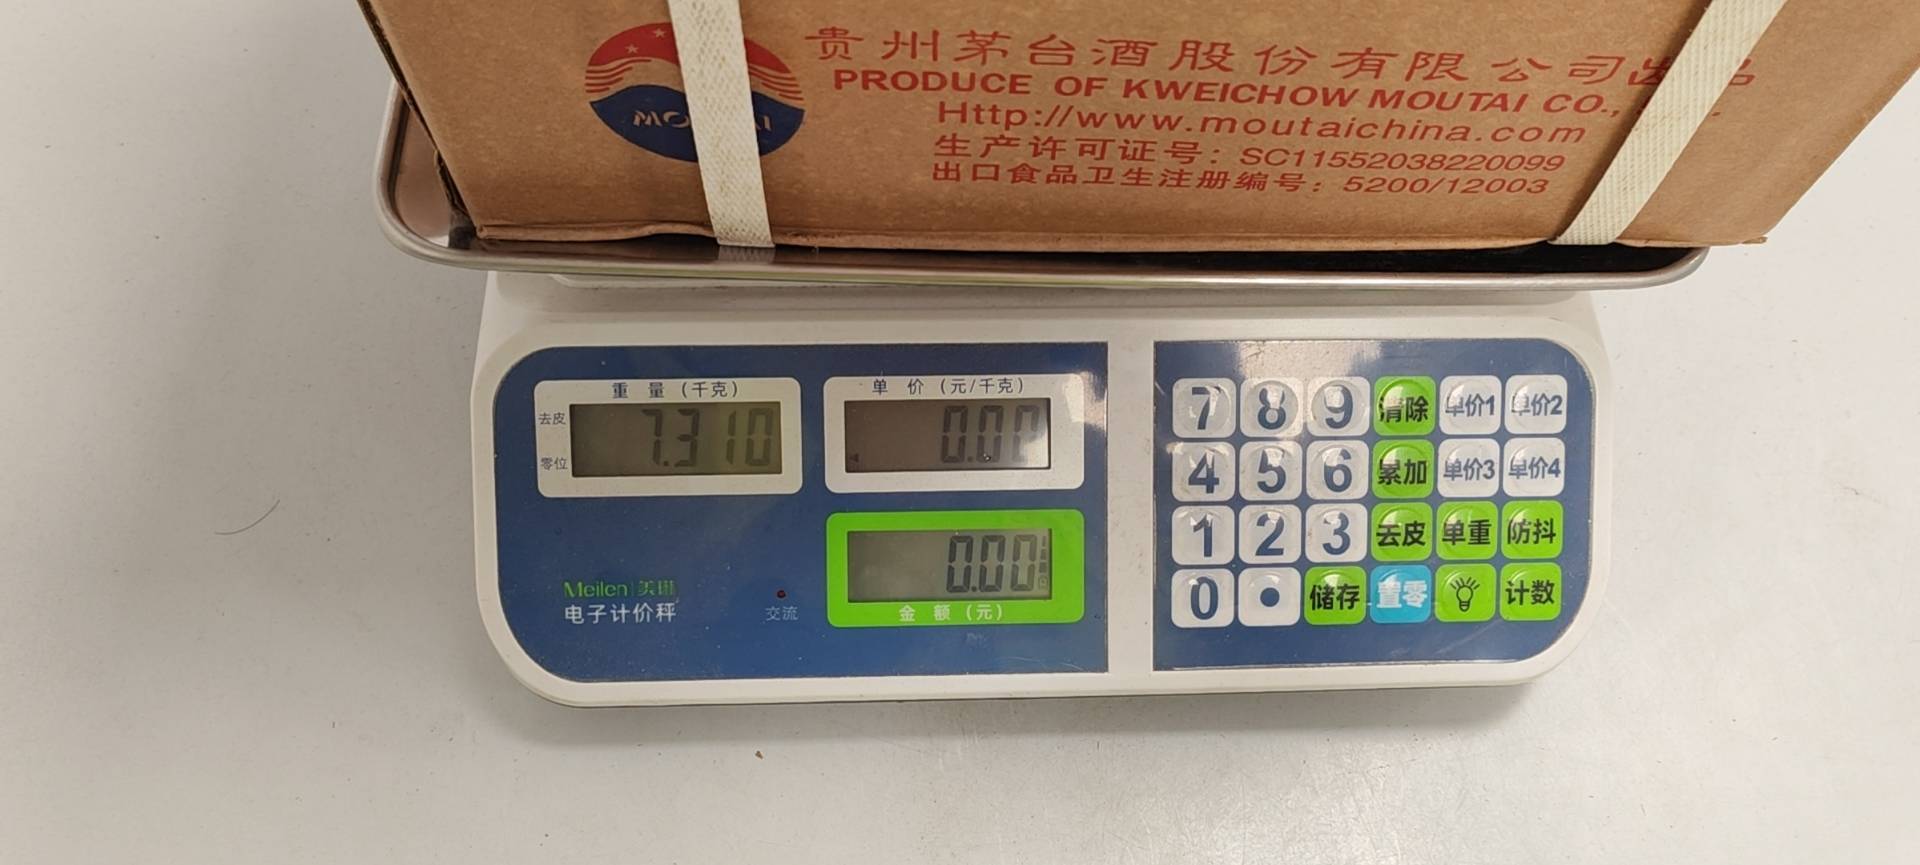 贵州茅台酒股份有限公司出品
PRODUCE OF KWEICHOW MOUTAI CO.,
Http://www.moutaichina.com
生产许可证号：SC11552038220099
出口食品卫生注册编号：5200/12003
重 量 (千克)
去皮
零位
7.310
单 价 (元/千克)
0.00
0.00
金 额 (元)
Meilen 美琳
电子计价秤
交流
7 8 9 清除 单价1 单价2
4 5 6 累加 单价3 单价4
1 2 3 去皮 单重 防抖
0 • 储存 置零 计数